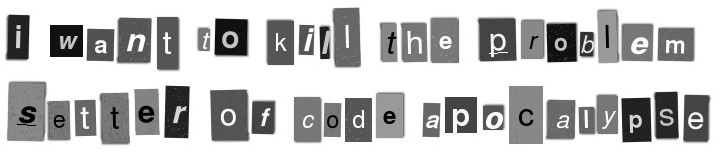 i want to kill the problem
setter of code apocalypse